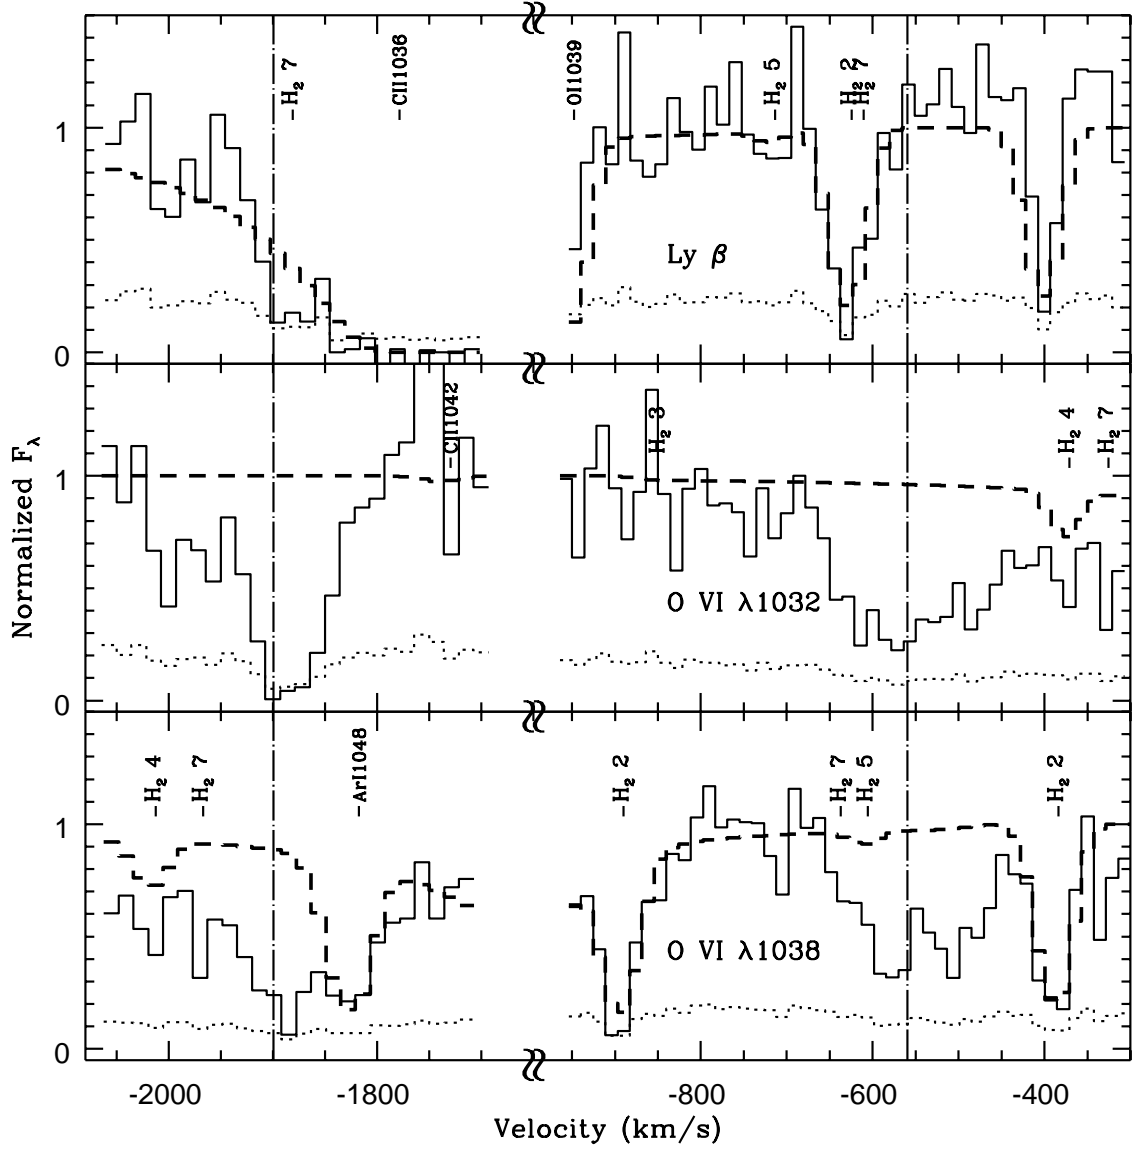 H₂ 7
CII1036
OI1039
H₂ 5
H₂ 2
H₂ 7
1
Ly β
0
CII1042
H₂ 3
H₂ 4
H₂ 7
1
O VI λ1032
0
H₂ 4
H₂ 7
ArI1048
H₂ 2
H₂ 7
H₂ 5
H₂ 2
1
O VI λ1038
0
Normalized F_λ
-2000 -1800 -800 -600 -400
Velocity (km/s)